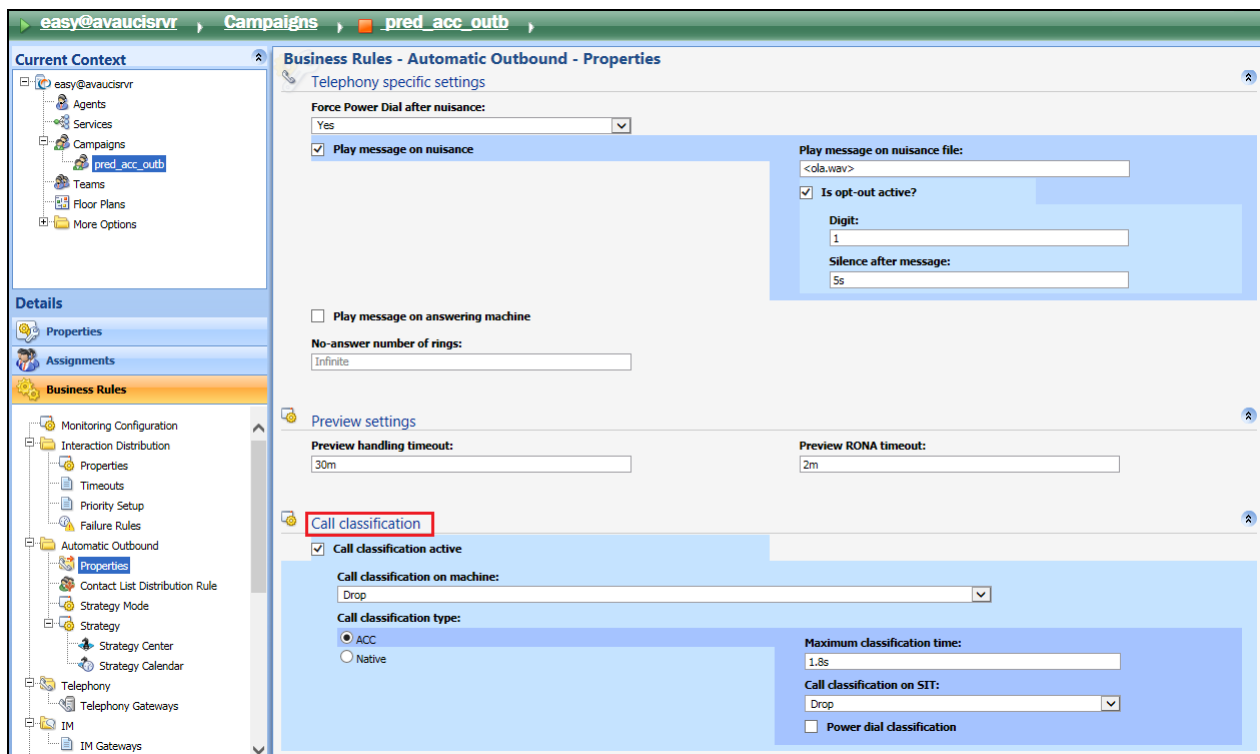 easy@avaucisrvr , Campaigns , pred_acc_outb ,
Current Context
easy@avaucisrvr
Agents
Services
Campaigns
pred_acc_outb
Teams
Floor Plans
More Options
Details
Properties
Assignments
Business Rules
Monitoring Configuration
Interaction Distribution
Properties
Timeouts
Priority Setup
Failure Rules
Automatic Outbound
Properties
Contact List Distribution Rule
Strategy Mode
Strategy
Strategy Center
Strategy Calendar
Telephony
Telephony Gateways
IM
IM Gateways
Business Rules - Automatic Outbound - Properties
Telephony specific settings
Force Power Dial after nuisance:
Yes
Play message on nuisance
Play message on nuisance file:
<ola.wav>
Is opt-out active?
Digit:
1
Silence after message:
5s
Play message on answering machine
No-answer number of rings:
Infinite
Preview settings
Preview handling timeout:
30m
Preview RONA timeout:
2m
Call classification
Call classification active
Call classification on machine:
Drop
Call classification type:
ACC
Native
Maximum classification time:
1.8s
Call classification on SIT:
Drop
Power dial classification